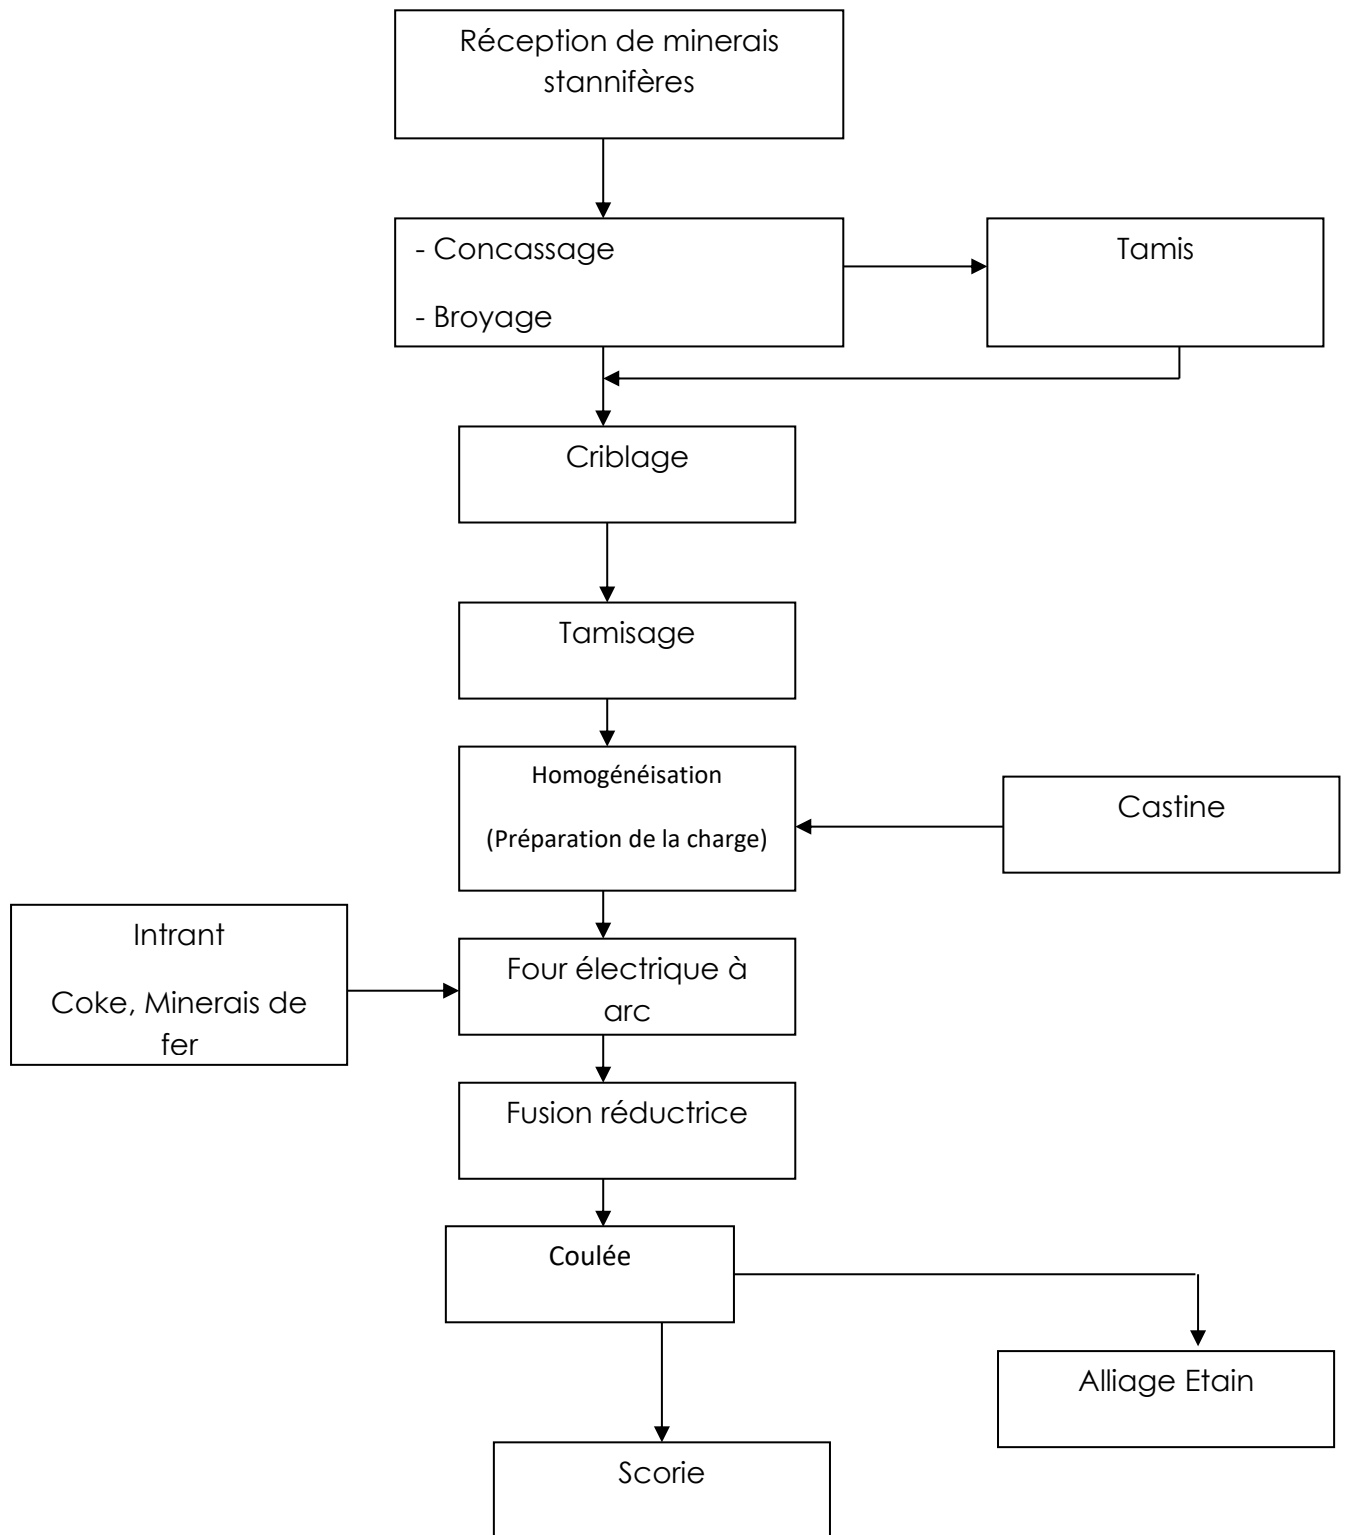 Réception de minerais
stannifères
- Concassage
- Broyage
Tamis
Criblage
Tamisage
Homogénéisation
(Préparation de la charge)
Castine
Intrant
Coke, Minerais de
fer
Four électrique à
arc
Fusion réductrice
Coulée
Alliage Etain
Scorie